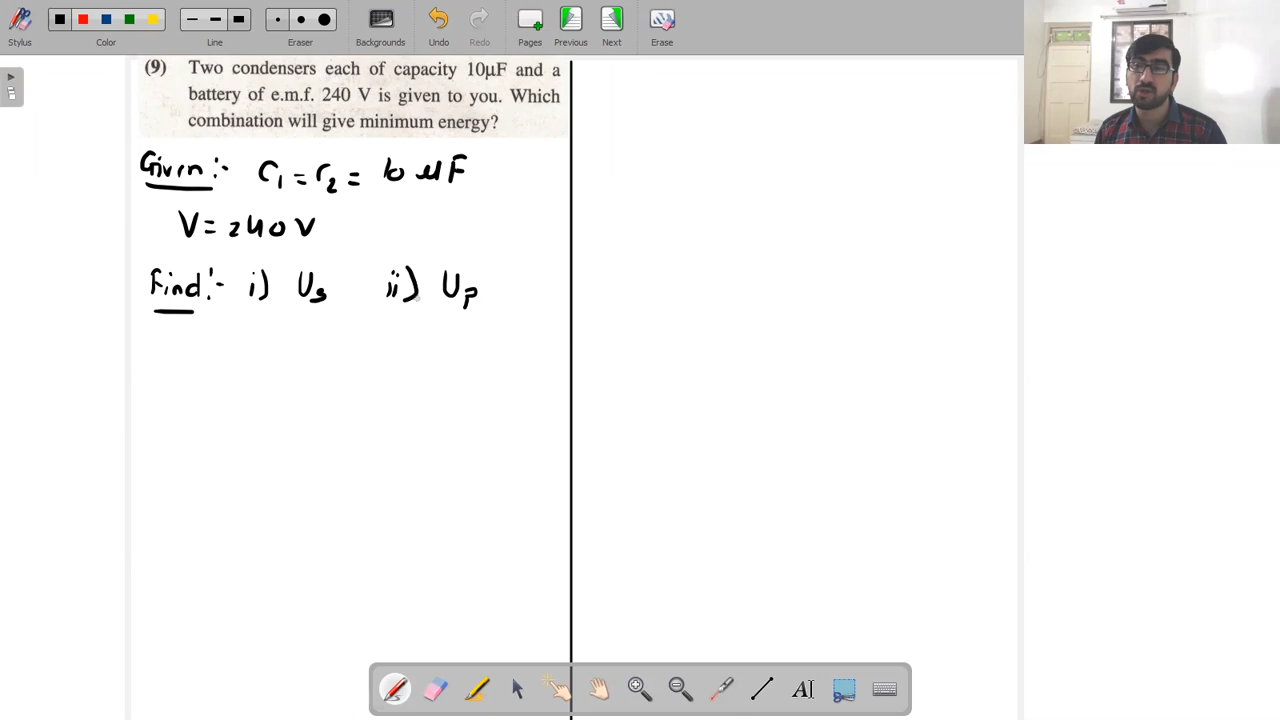 Stylus
Color
Line
Eraser
Backgrounds
Undo
Redo
Pages
Previous
Next
Erase
(9) Two condensers each of capacity 10μF and a
battery of e.m.f. 240 V is given to you. Which
combination will give minimum energy?
Given :- C₁ = C₂ = 10 μF
V = 240 V
Find :- i) Us ii) Up
AI